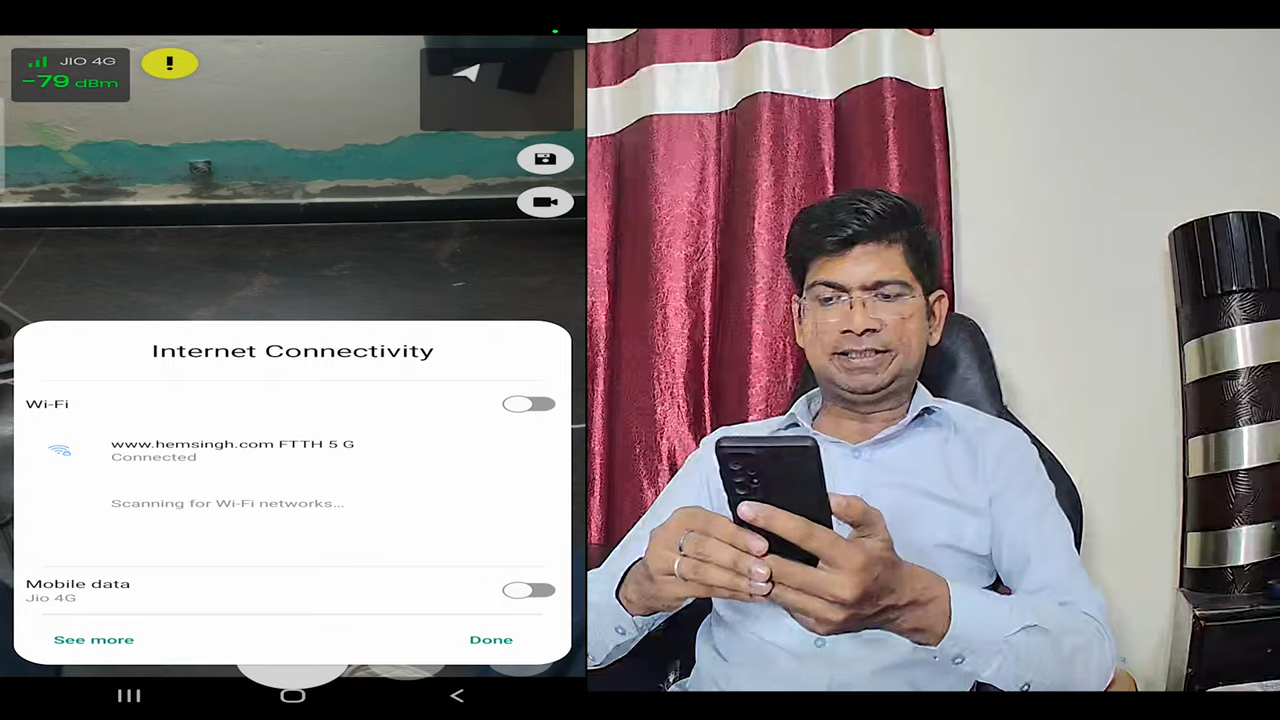 JIO 4G
-79 dBm
!
Internet Connectivity
Wi-Fi
www.hemsingh.com FTTH 5 G
Connected
Scanning for Wi-Fi networks...
Mobile data
Jio 4G
See more
Done